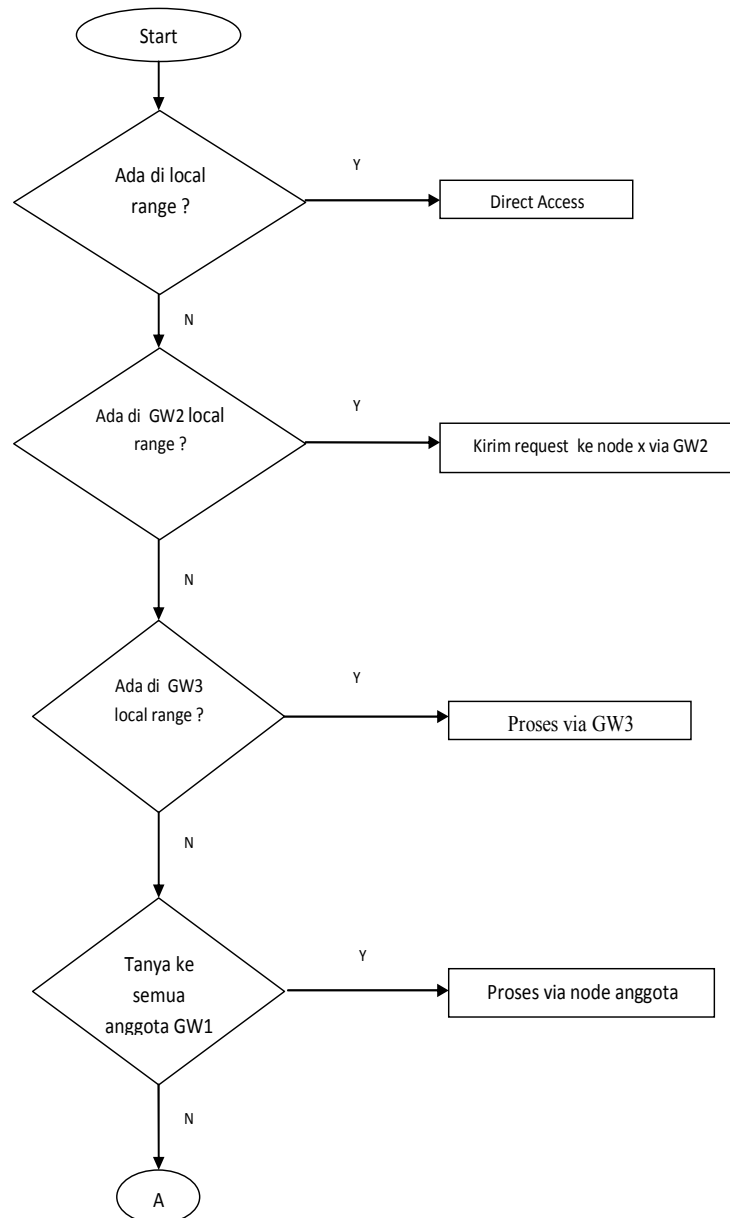 Start
Ada di local
range ?
Y
Direct Access
N
Ada di GW2 local
range ?
Y
Kirim request ke node x via GW2
N
Ada di GW3
local range ?
Y
Proses via GW3
N
Tanya ke
semua
anggota GW1
Y
Proses via node anggota
N
A